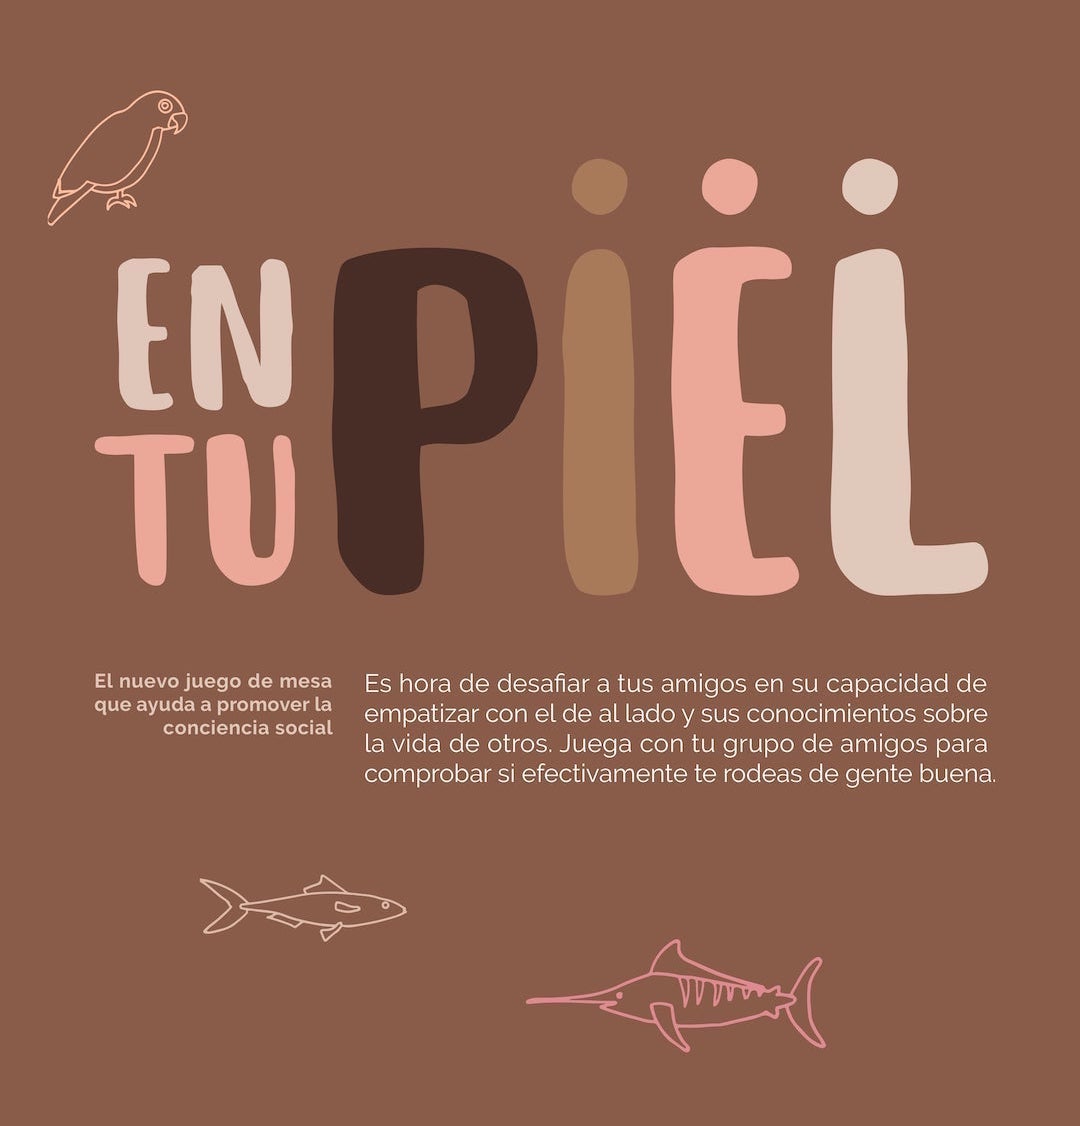 EN
TU
PIEL
El nuevo juego de mesa
que ayuda a promover la
conciencia social
Es hora de desafiar a tus amigos en su capacidad de
empatizar con el de al lado y sus conocimientos sobre
la vida de otros. Juega con tu grupo de amigos para
comprobar si efectivamente te rodeas de gente buena.